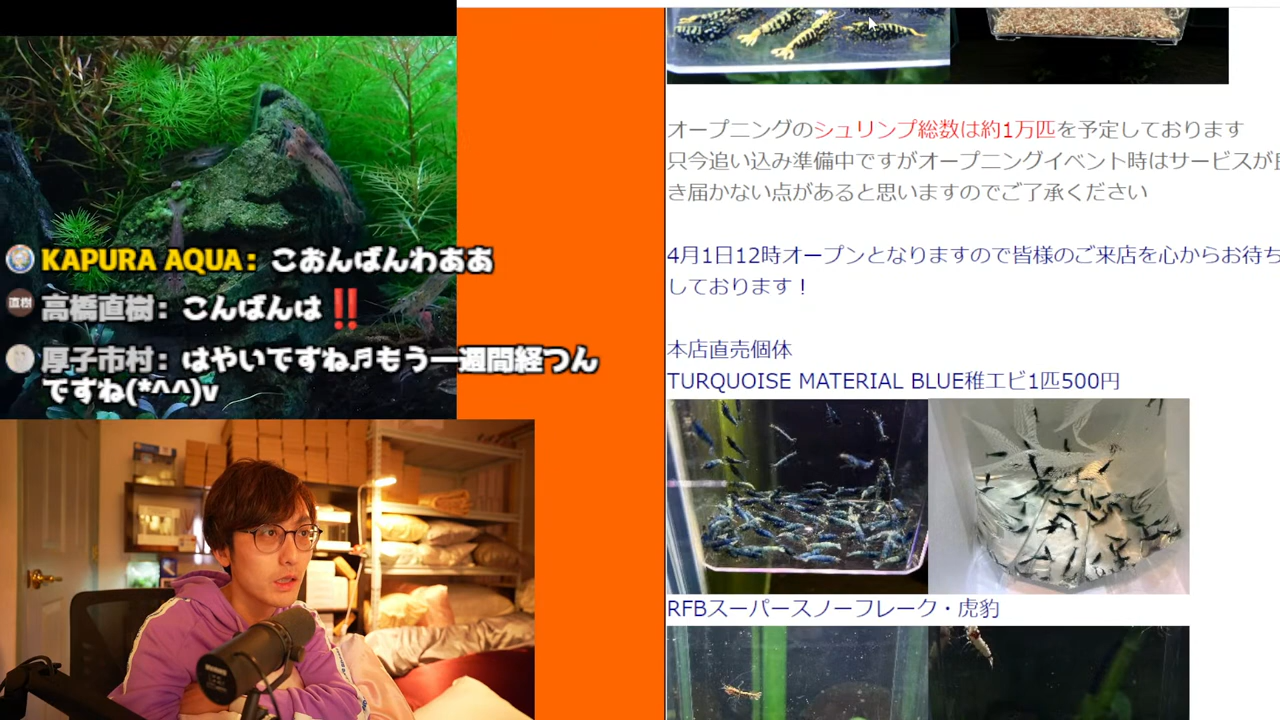 KAPURA AQUA: こおんばんわああ
高橋直樹: こんばんは‼
厚子市村: はやいですね♬もう一週間経つん
ですね(*^^)v
オープニングのシュリンプ総数は約1万匹を予定しております
只今追い込み準備中ですがオープニングイベント時はサービスが
き届かない点があると思いますのでご了承ください
4月1日12時オープンとなりますので皆様のご来店を心からお待ち
しております！
本店直売個体
TURQUOISE MATERIAL BLUE稚エビ1匹500円
RFBスーパースノーフレーク・虎豹